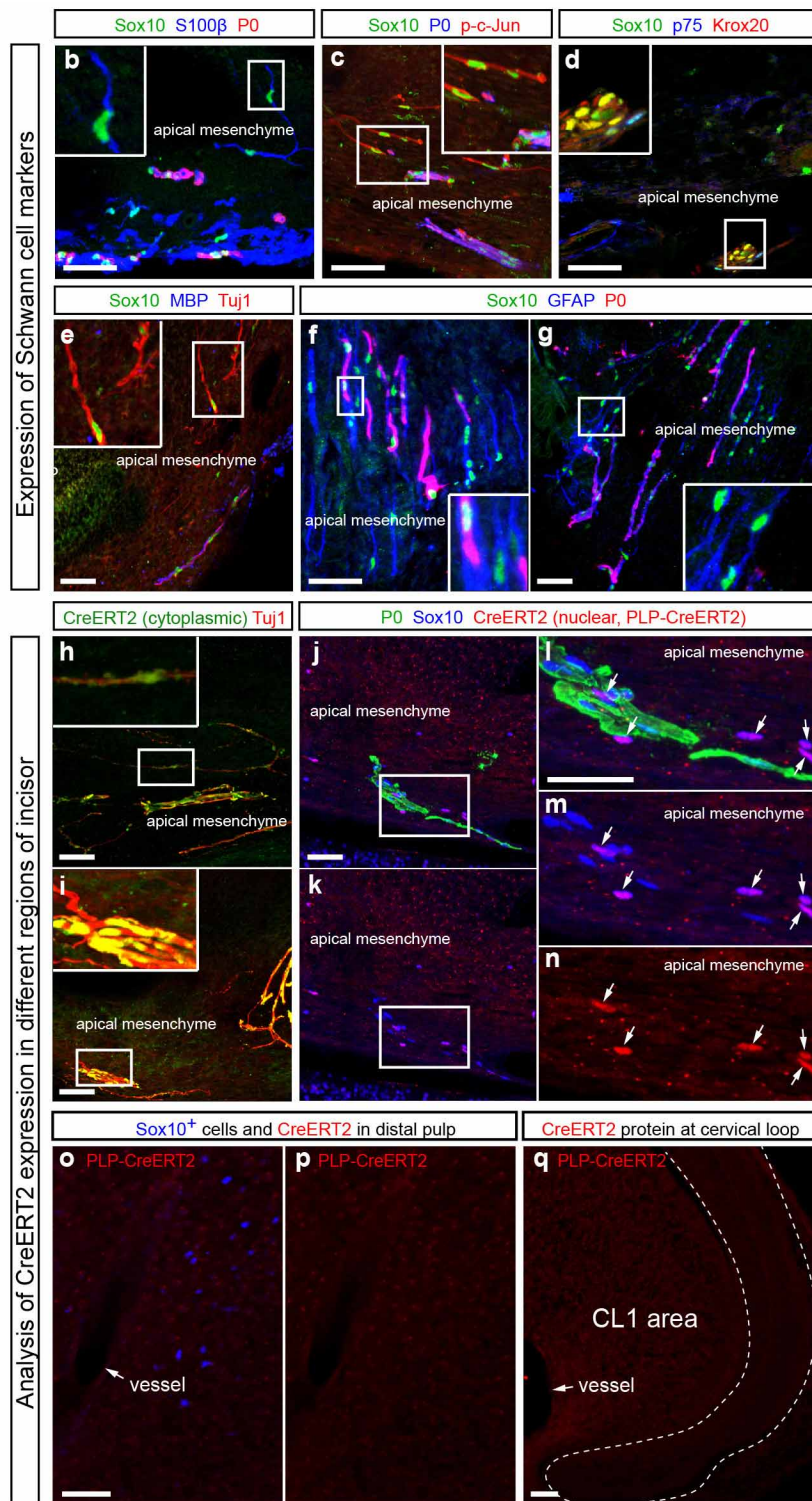 Expression of Schwann cell markers
Sox10 S100β P0
Sox10 P0 p-c-Jun
Sox10 p75 Krox20
b
apical mesenchyme
c
apical mesenchyme
d
apical mesenchyme
Sox10 MBP Tuj1
Sox10 GFAP P0
e
apical mesenchyme
f
apical mesenchyme
g
apical mesenchyme
Analysis of CreERT2 expression in different regions of incisor
CreERT2 (cytoplasmic) Tuj1
P0 Sox10 CreERT2 (nuclear, PLP-CreERT2)
h
apical mesenchyme
i
apical mesenchyme
j
apical mesenchyme
k
apical mesenchyme
l
apical mesenchyme
m
apical mesenchyme
n
apical mesenchyme
Sox10⁺ cells and CreERT2 in distal pulp
CreERT2 protein at cervical loop
o
PLP-CreERT2
vessel
p
PLP-CreERT2
q
PLP-CreERT2
CL1 area
vessel